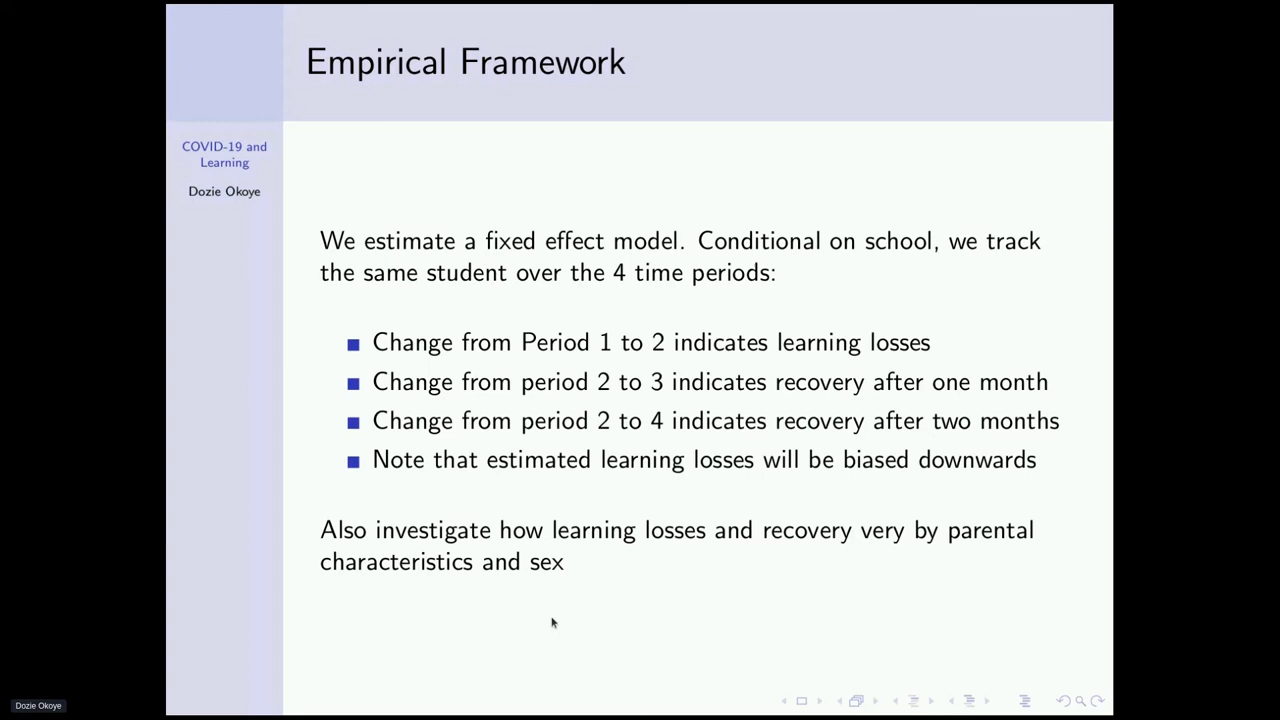 Empirical Framework
COVID-19 and
Learning
Dozie Okoye
We estimate a fixed effect model. Conditional on school, we track
the same student over the 4 time periods:
Change from Period 1 to 2 indicates learning losses
Change from period 2 to 3 indicates recovery after one month
Change from period 2 to 4 indicates recovery after two months
Note that estimated learning losses will be biased downwards
Also investigate how learning losses and recovery very by parental
characteristics and sex
Dozie Okoye